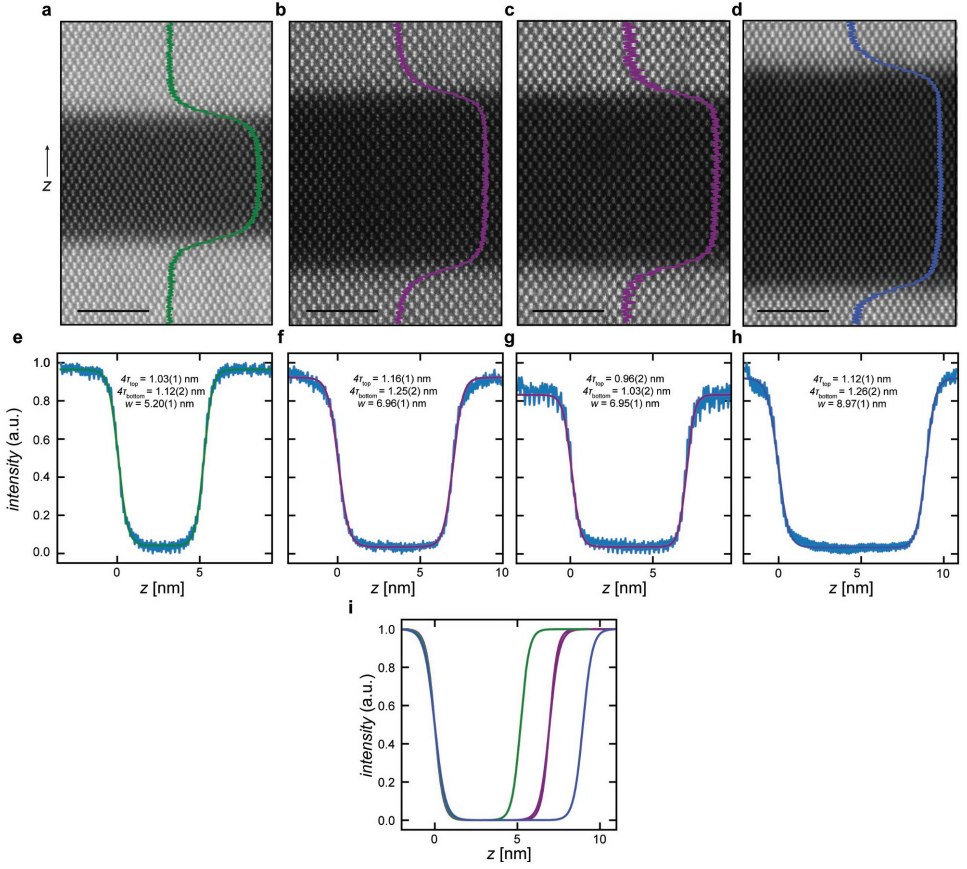 a
b
c
d
z
e
f
g
h
1.0
0.8
0.6
0.4
0.2
0.0
intensity (a.u.)
4τtop = 1.03(1) nm
4τbottom = 1.12(2) nm
w = 5.20(1) nm
0 5
z [nm]
4τtop = 1.16(1) nm
4τbottom = 1.25(2) nm
w = 6.96(1) nm
0 5 10
z [nm]
4τtop = 0.96(2) nm
4τbottom = 1.03(2) nm
w = 6.95(1) nm
0 5
z [nm]
4τtop = 1.12(1) nm
4τbottom = 1.26(2) nm
w = 8.97(1) nm
0 5 10
z [nm]
i
1.0
0.8
0.6
0.4
0.2
0.0
intensity (a.u.)
0 5 10
z [nm]